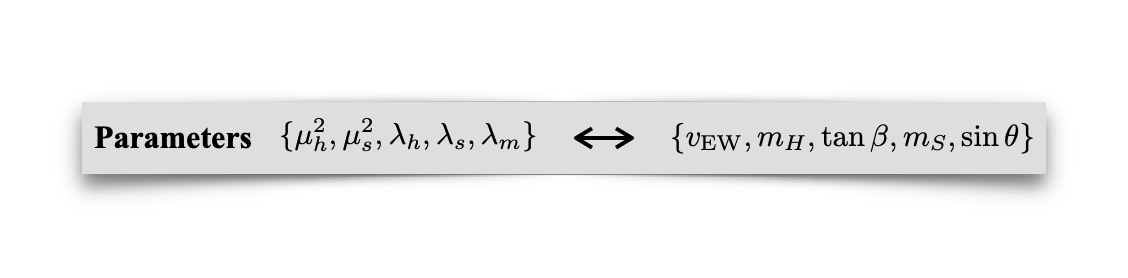 Parameters {μ_h^2, μ_s^2, λ_h, λ_s, λ_m} ⟷ {v_EW, m_H, tan β, m_S, sin θ}